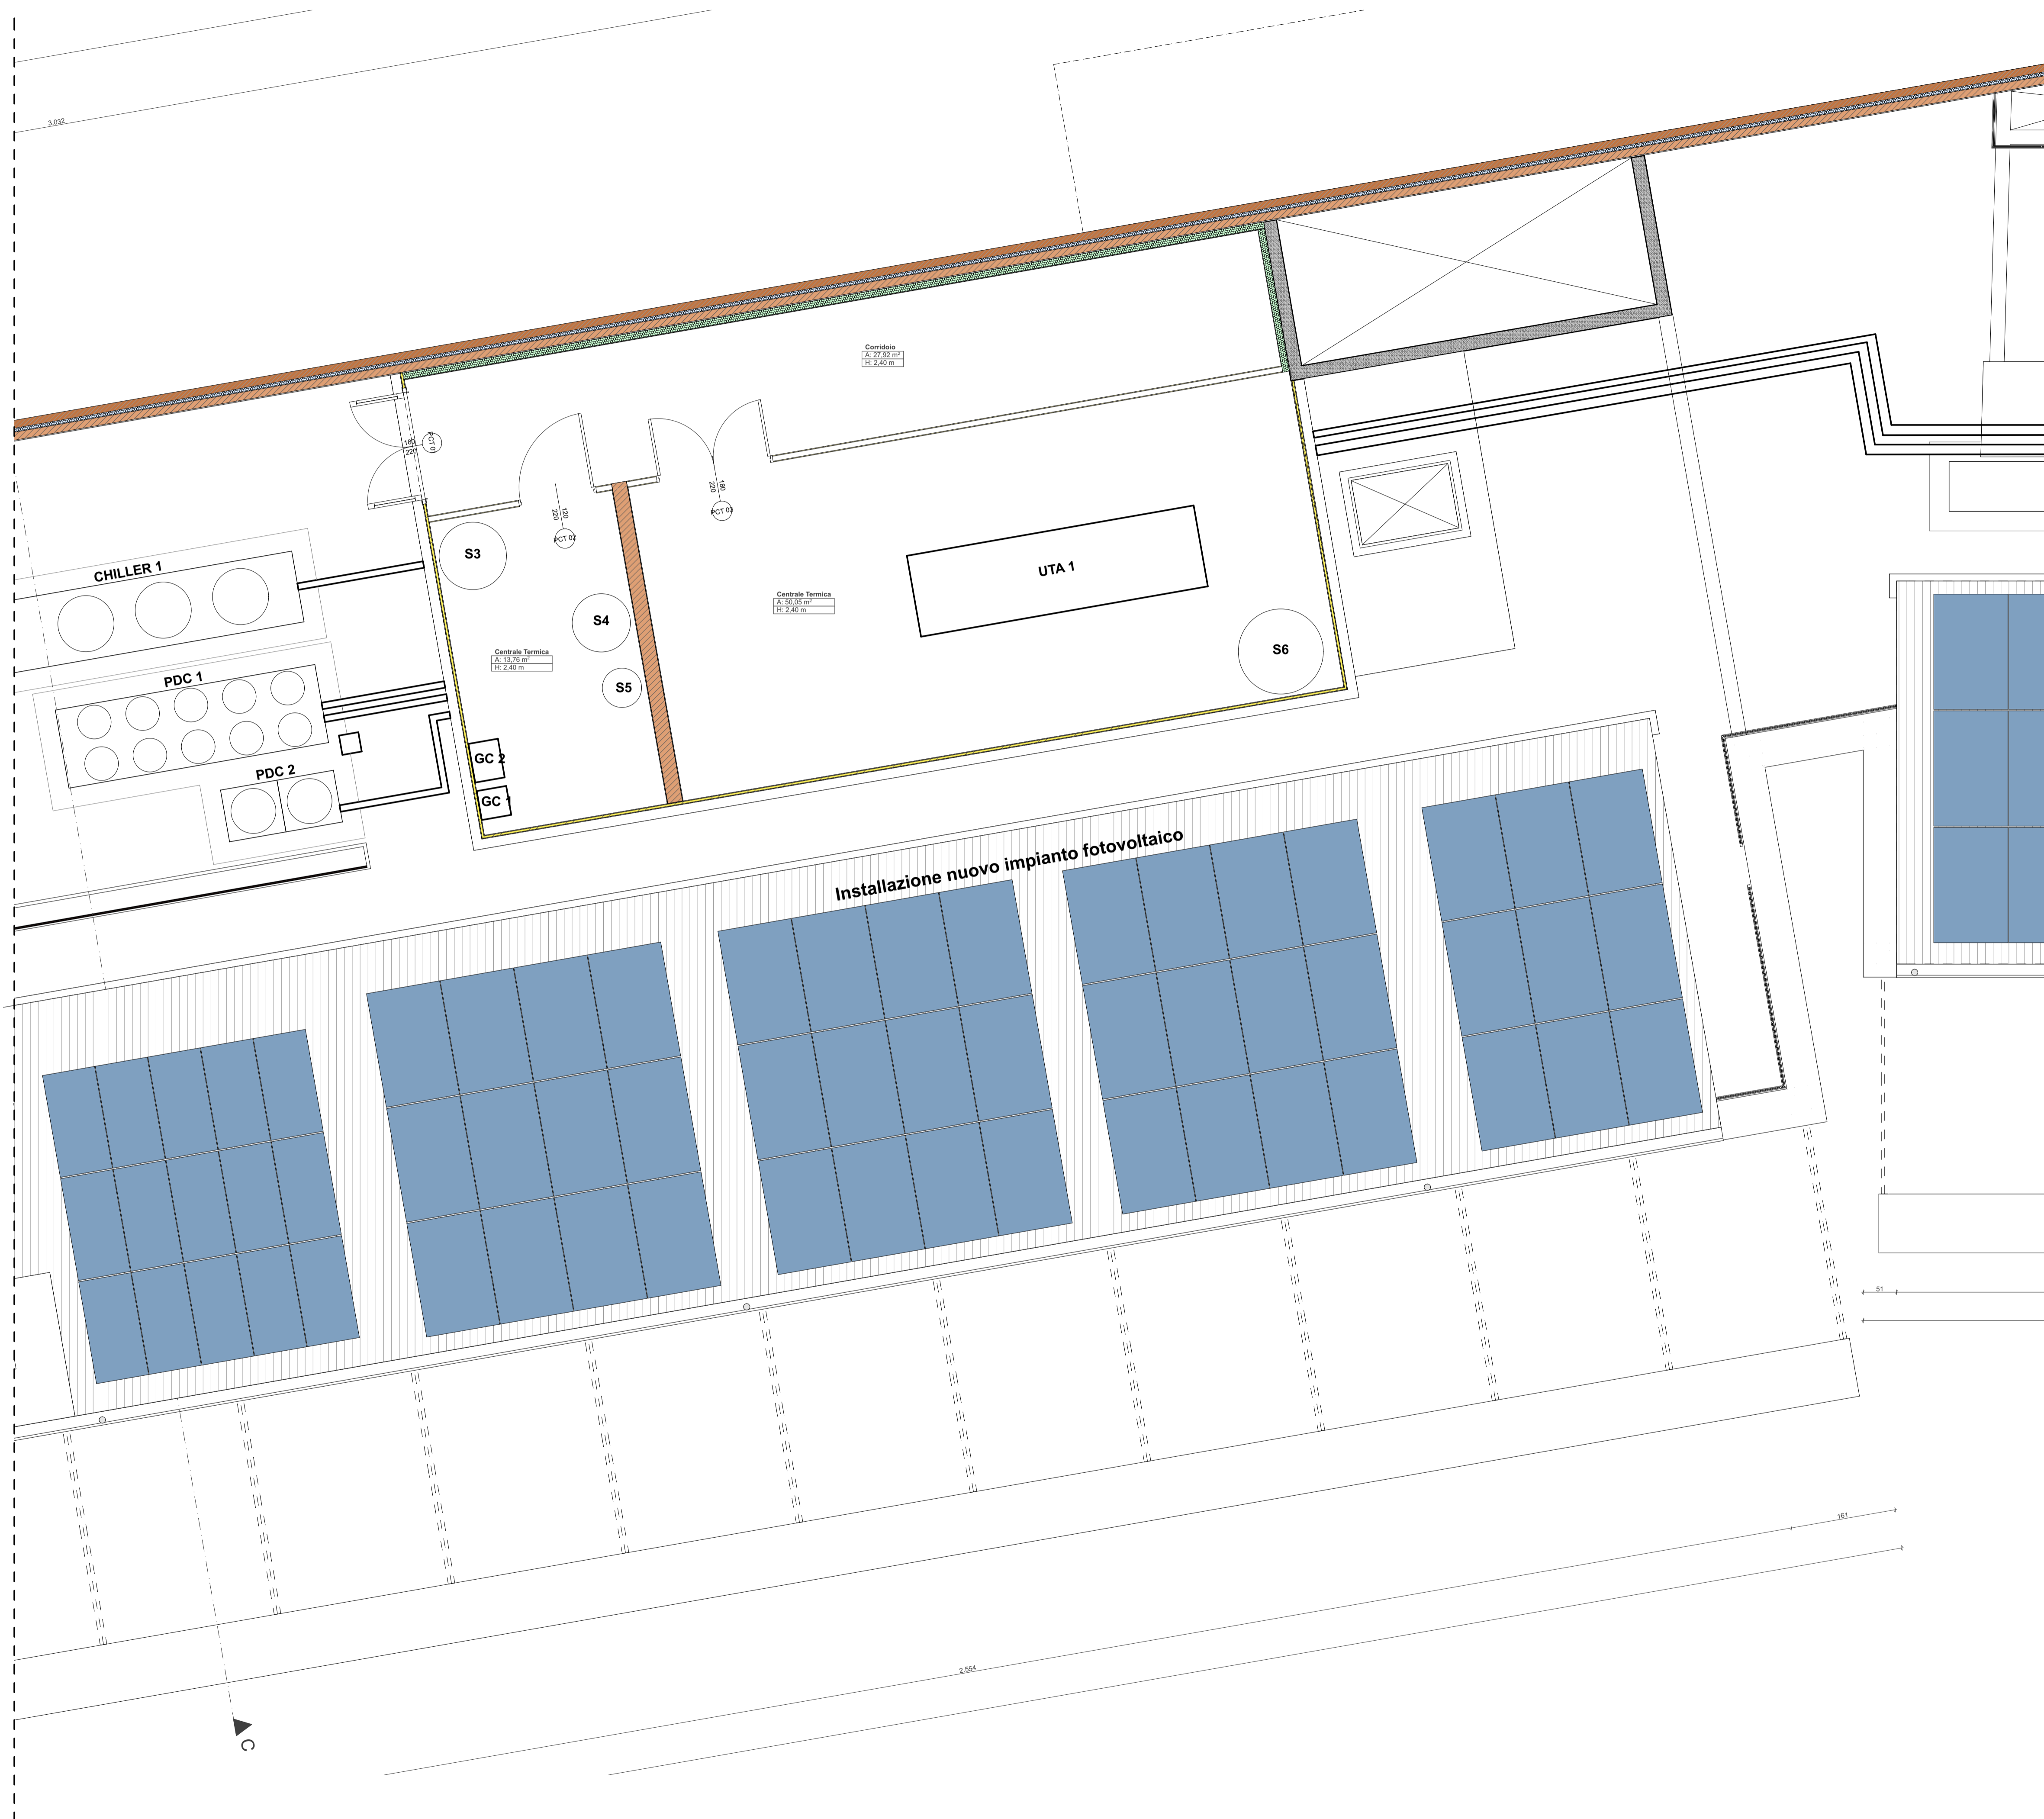 3.032
Corridoio
A: 27,92 m²
H: 2,40 m
180
220
PCT 01
120
220
PCT 02
180
220
PCT 03
S3
CHILLER 1
UTA 1
Centrale Termica
A: 50,05 m²
H: 2,40 m
S4
Centrale Termica
A: 13,76 m²
H: 2,40 m
S6
PDC 1
S5
GC 2
PDC 2
GC 1
Installazione nuovo impianto fotovoltaico
51
161
2.554
C